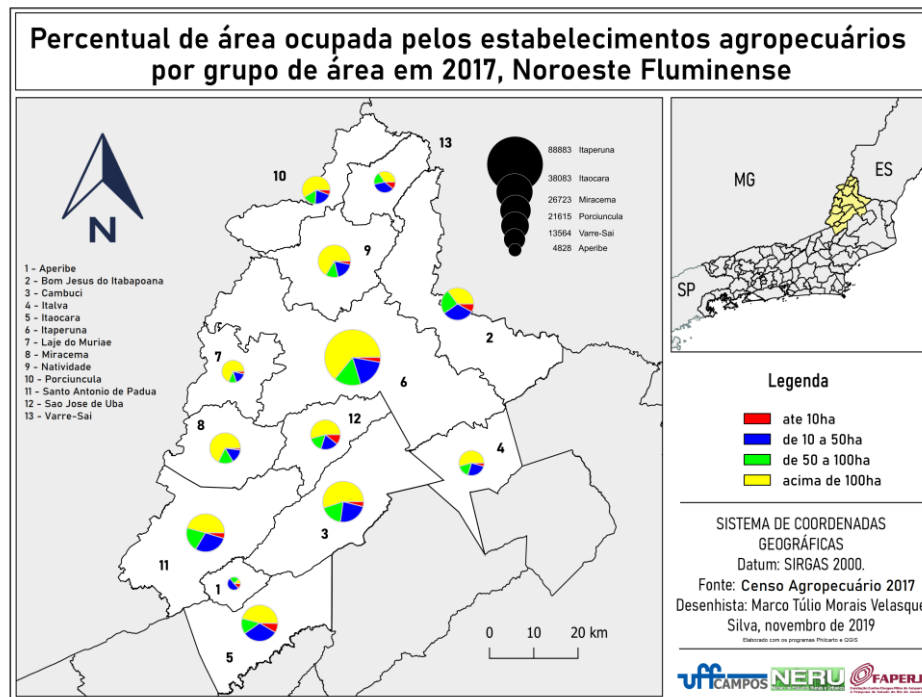 Percentual de área ocupada pelos estabelecimentos agropecuários
por grupo de área em 2017, Noroeste Fluminense
N
1 - Aperibe
2 - Bom Jesus do Itabapoana
3 - Cambuci
4 - Italva
5 - Itaocara
6 - Itaperuna
7 - Laje do Muriae
8 - Miracema
9 - Natividade
10 - Porciuncula
11 - Santo Antonio de Padua
12 - Sao Jose de Uba
13 - Varre-Sai
13
10
9
2
7
6
12
8
4
3
11
1
5
88883 Itaperuna
38083 Itaocara
26723 Miracema
21615 Porciuncula
13564 Varre-Sai
4828 Aperibe
0 10 20 km
MG
ES
SP
Legenda
ate 10ha
de 10 a 50ha
de 50 a 100ha
acima de 100ha
SISTEMA DE COORDENADAS
GEOGRÁFICAS
Datum: SIRGAS 2000.
Fonte: Censo Agropecuário 2017
Desenhista: Marco Túlio Morais Velasque
Silva, novembro de 2019
Elaborado com os programas Philcarto e QGIS
uff CAMPOS
NERU
FAPERJ